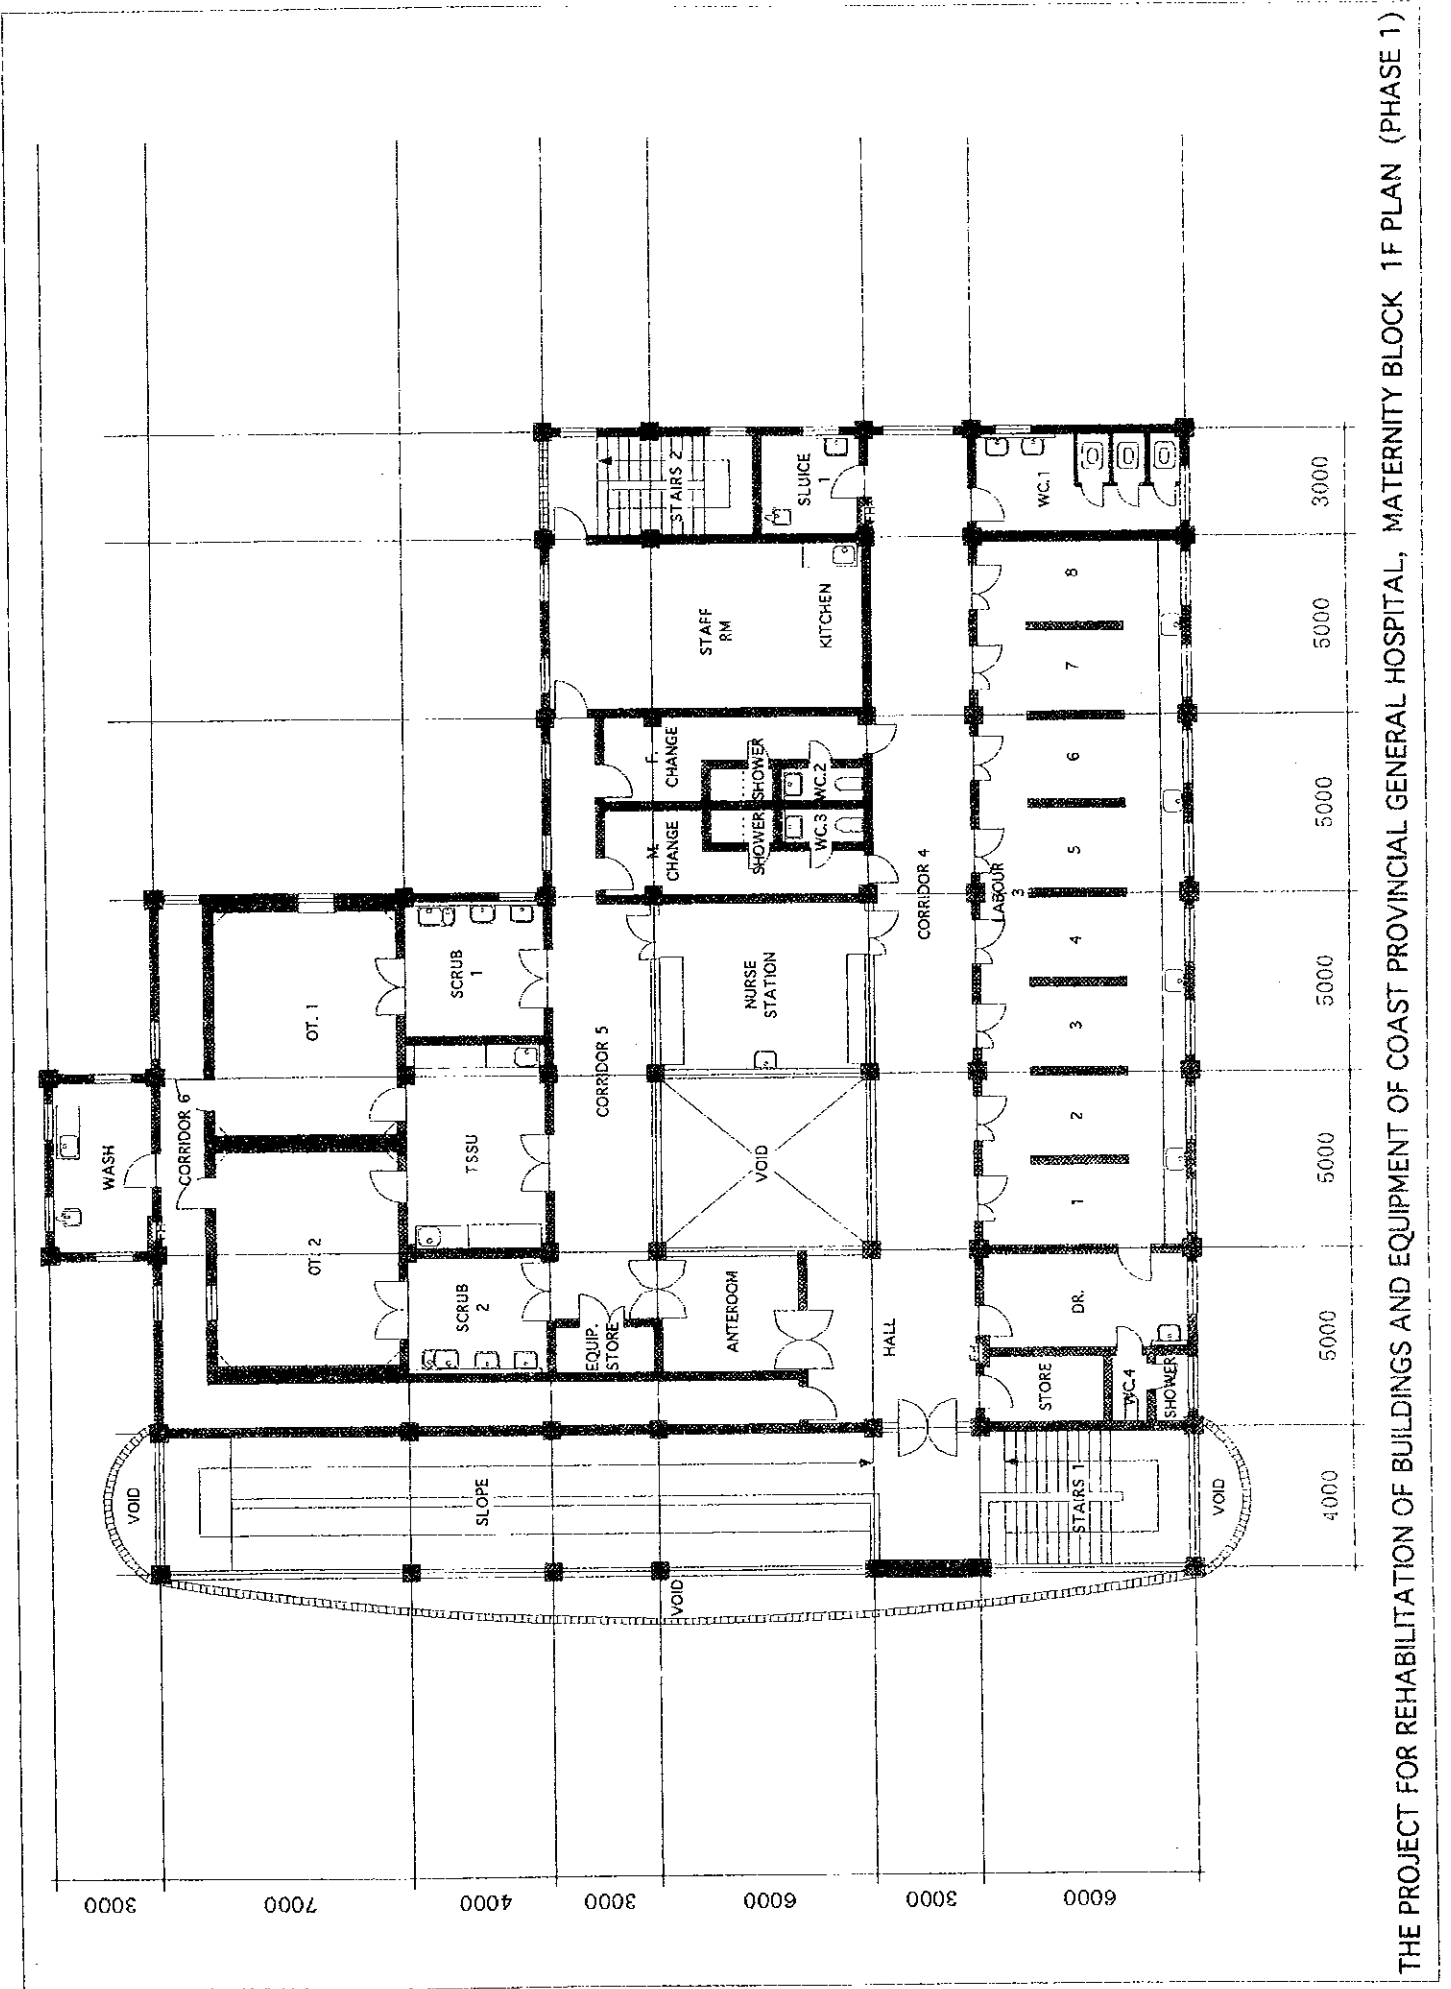 VOID
VOID
VOID
SLOPE
STAIRS 1
HALL
WASH
CORRIDOR 6
OT. 2
OT. 1
SCRUB
2
TSSU
SCRUB
1
EQUIP.
STORE
CORRIDOR 5
ANTEROOM
VOID
NURSE
STATION
M.
CHANGE
F.
CHANGE
SHOWER
SHOWER
WC.3
WC.2
STAFF
RM
KITCHEN
STAIRS 2
SLUICE
1
CORRIDOR 4
STORE
WC.4
SHOWER
DR.
LABOUR
3
1
2
3
4
5
6
7
8
WC.1
3000
7000
4000
3000
6000
3000
6000
4000
5000
5000
5000
5000
5000
3000
THE PROJECT FOR REHABILITATION OF BUILDINGS AND EQUIPMENT OF COAST PROVINCIAL GENERAL HOSPITAL, MATERNITY BLOCK 1F PLAN (PHASE 1)